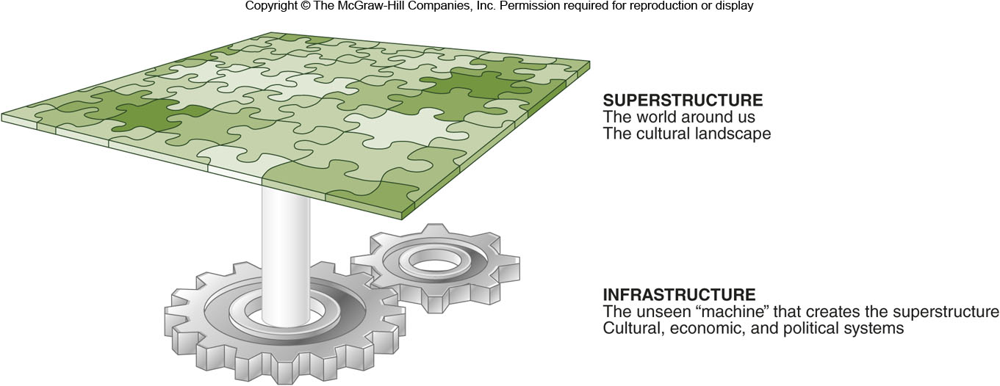 Copyright © The McGraw-Hill Companies, Inc. Permission required for reproduction or display
SUPERSTRUCTURE
The world around us
The cultural landscape
INFRASTRUCTURE
The unseen “machine” that creates the superstructure
Cultural, economic, and political systems